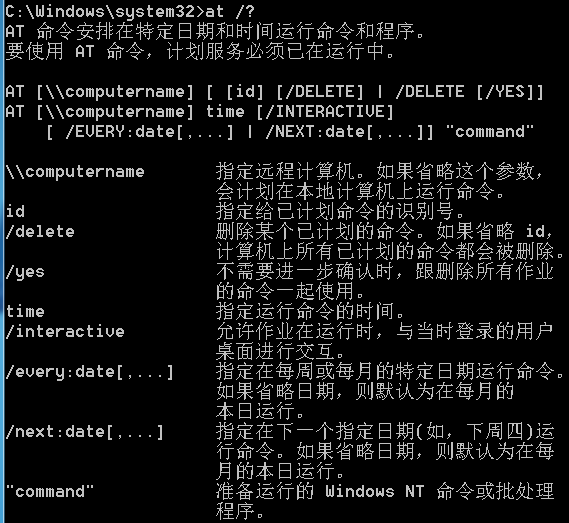 C:\Windows\system32>at /?
AT 命令安排在特定日期和时间运行命令和程序。
要使用 AT 命令，计划服务必须已在运行中。
AT [\\computername] [ [id] [/DELETE] | /DELETE [/YES]]
AT [\\computername] time [/INTERACTIVE]
[ /EVERY:date[,...] | /NEXT:date[,...]] "command"
\\computername 指定远程计算机。如果省略这个参数，
会计划在本地计算机上运行命令。
id 指定给已计划命令的识别号。
/delete 删除某个已计划的命令。如果省略 id，
计算机上所有已计划的命令都会被删除。
/yes 不需要进一步确认时，跟删除所有作业
的命令一起使用。
time 指定运行命令的时间。
/interactive 允许作业在运行时，与当时登录的用户
桌面进行交互。
/every:date[,...] 指定在每周或每月的特定日期运行命令。
如果省略日期，则默认为在每月的
本日运行。
/next:date[,...] 指定在下一个指定日期(如，下周四)运
行命令。如果省略日期，则默认为在每
月的本日运行。
"command" 准备运行的 Windows NT 命令或批处理
程序。